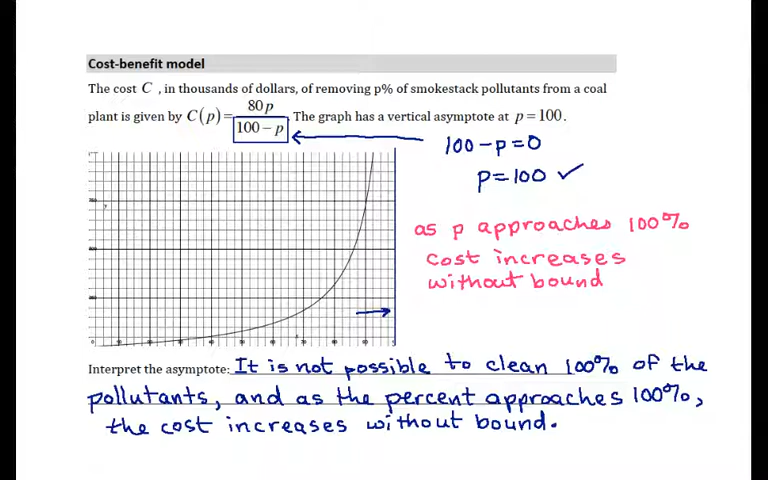 Cost-benefit model
The cost C , in thousands of dollars, of removing p% of smokestack pollutants from a coal
plant is given by C(p)= 80p / 100 − p . The graph has a vertical asymptote at p = 100.
100 − p = 0
p = 100 ✓
as p approaches 100%
cost increases
without bound
Interpret the asymptote: It is not possible to clean 100% of the
pollutants, and as the percent approaches 100%,
the cost increases without bound.